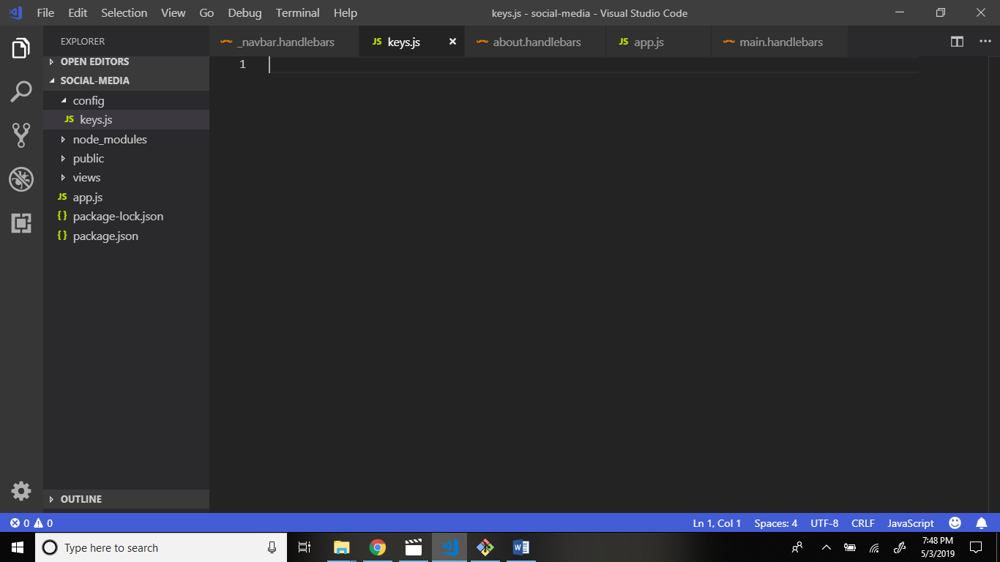 File Edit Selection View Go Debug Terminal Help
keys.js - social-media - Visual Studio Code
EXPLORER
_navbar.handlebars
JS keys.js
about.handlebars
JS app.js
main.handlebars
OPEN EDITORS
SOCIAL-MEDIA
config
JS keys.js
node_modules
public
views
JS app.js
{} package-lock.json
{} package.json
OUTLINE
1
0 0
Ln 1, Col 1 Spaces: 4 UTF-8 CRLF JavaScript
Type here to search
7:48 PM
5/3/2019